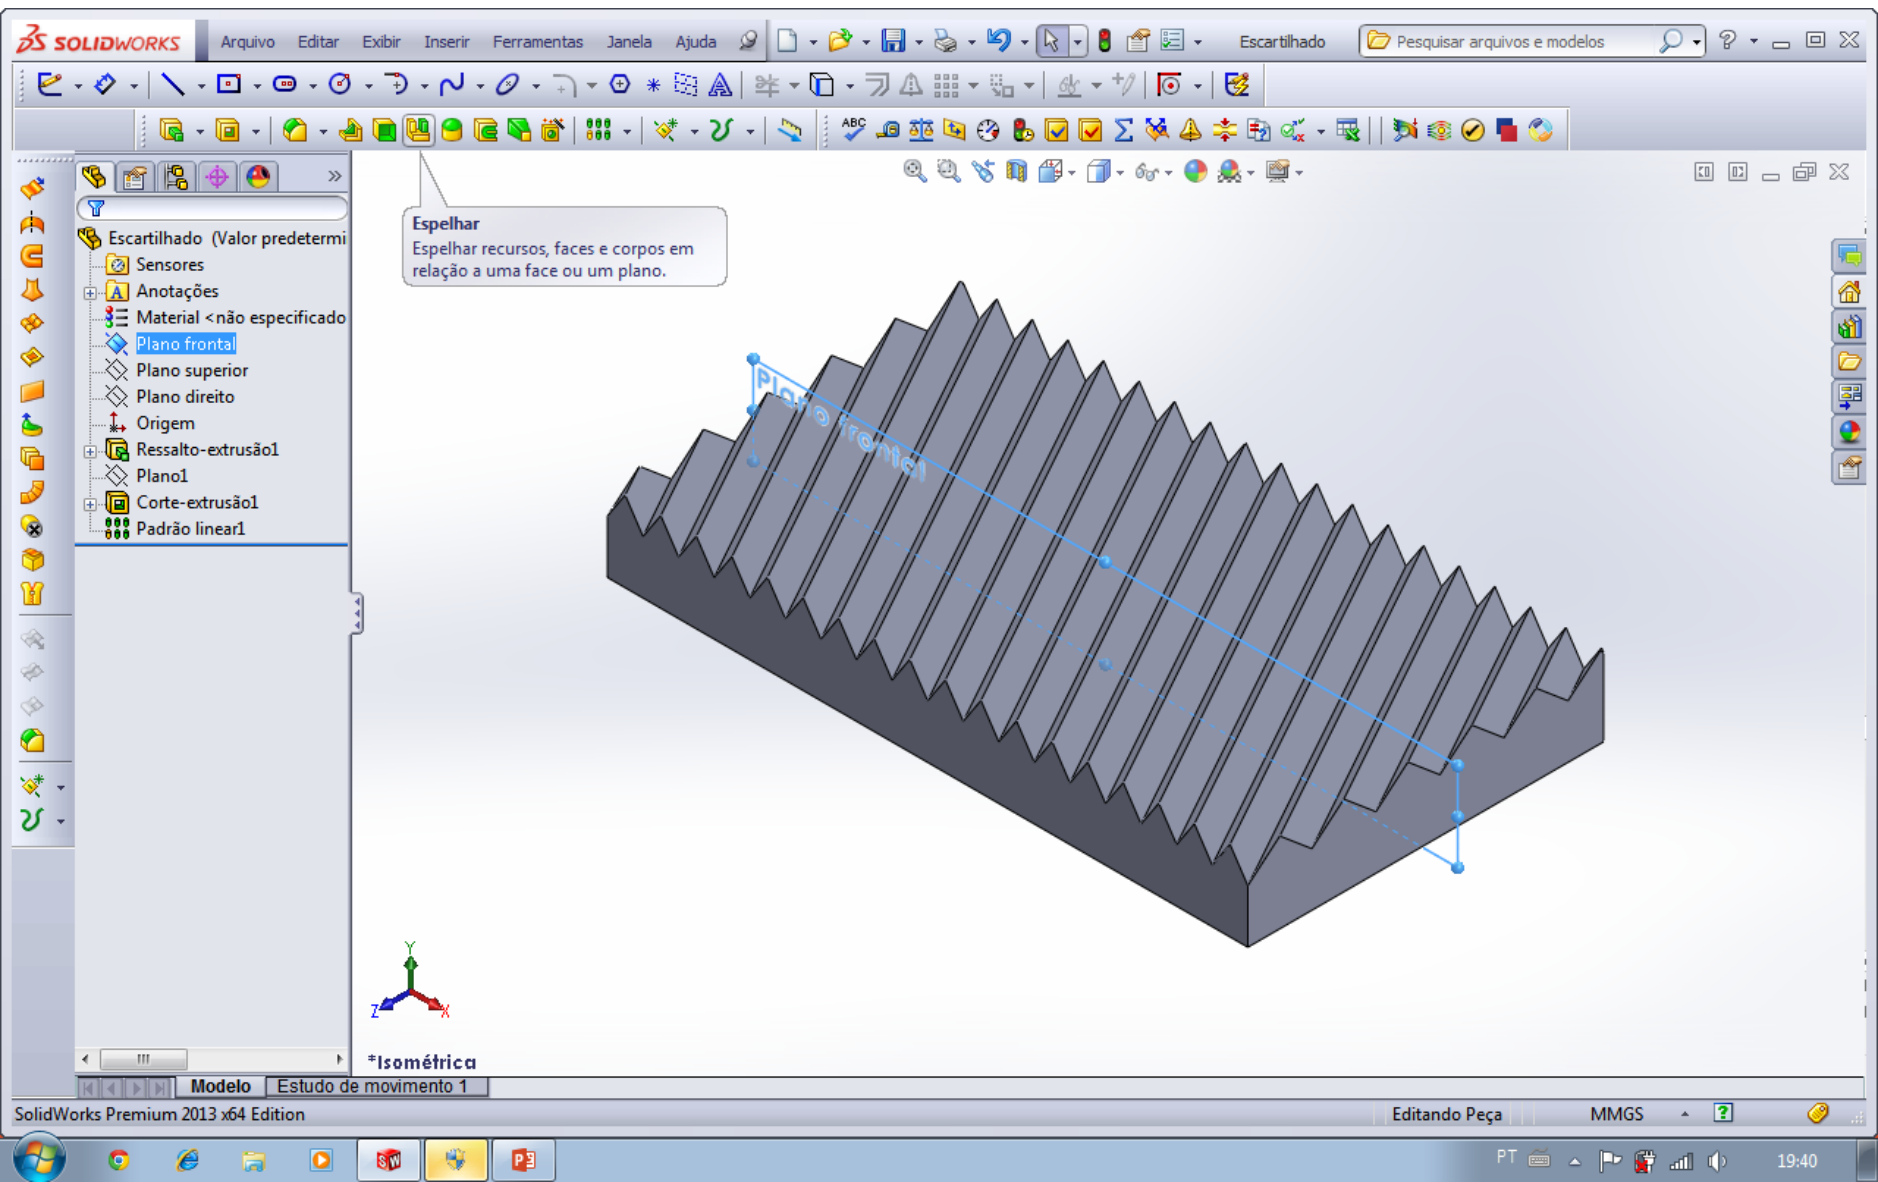 SOLIDWORKS Arquivo Editar Exibir Inserir Ferramentas Janela Ajuda Escartilhado Pesquisar arquivos e modelos
ABC
Espelhar
Espelhar recursos, faces e corpos em
relação a uma face ou um plano.
Escartilhado (Valor predetermi
Sensores
Anotações
Material <não especificado
Plano frontal
Plano superior
Plano direito
Origem
Ressalto-extrusão1
Plano1
Corte-extrusão1
Padrão linear1
Plano frontal
Y
Z
X
*Isométrica
Modelo Estudo de movimento 1
SolidWorks Premium 2013 x64 Edition Editando Peça MMGS
PT 19:40